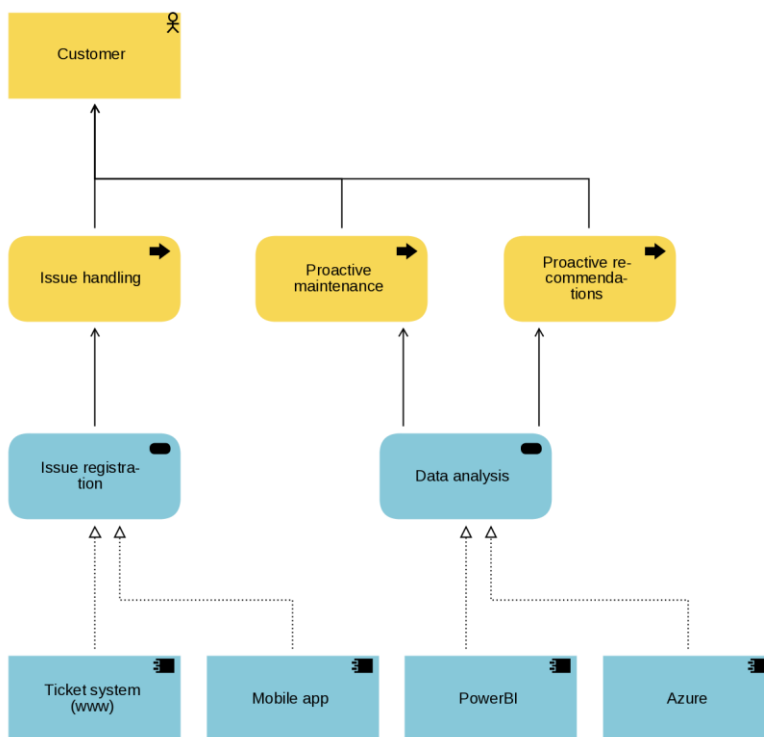 Customer
Issue handling
Proactive
maintenance
Proactive re-
commenda-
tions
Issue registra-
tion
Data analysis
Ticket system
(www)
Mobile app
PowerBI
Azure